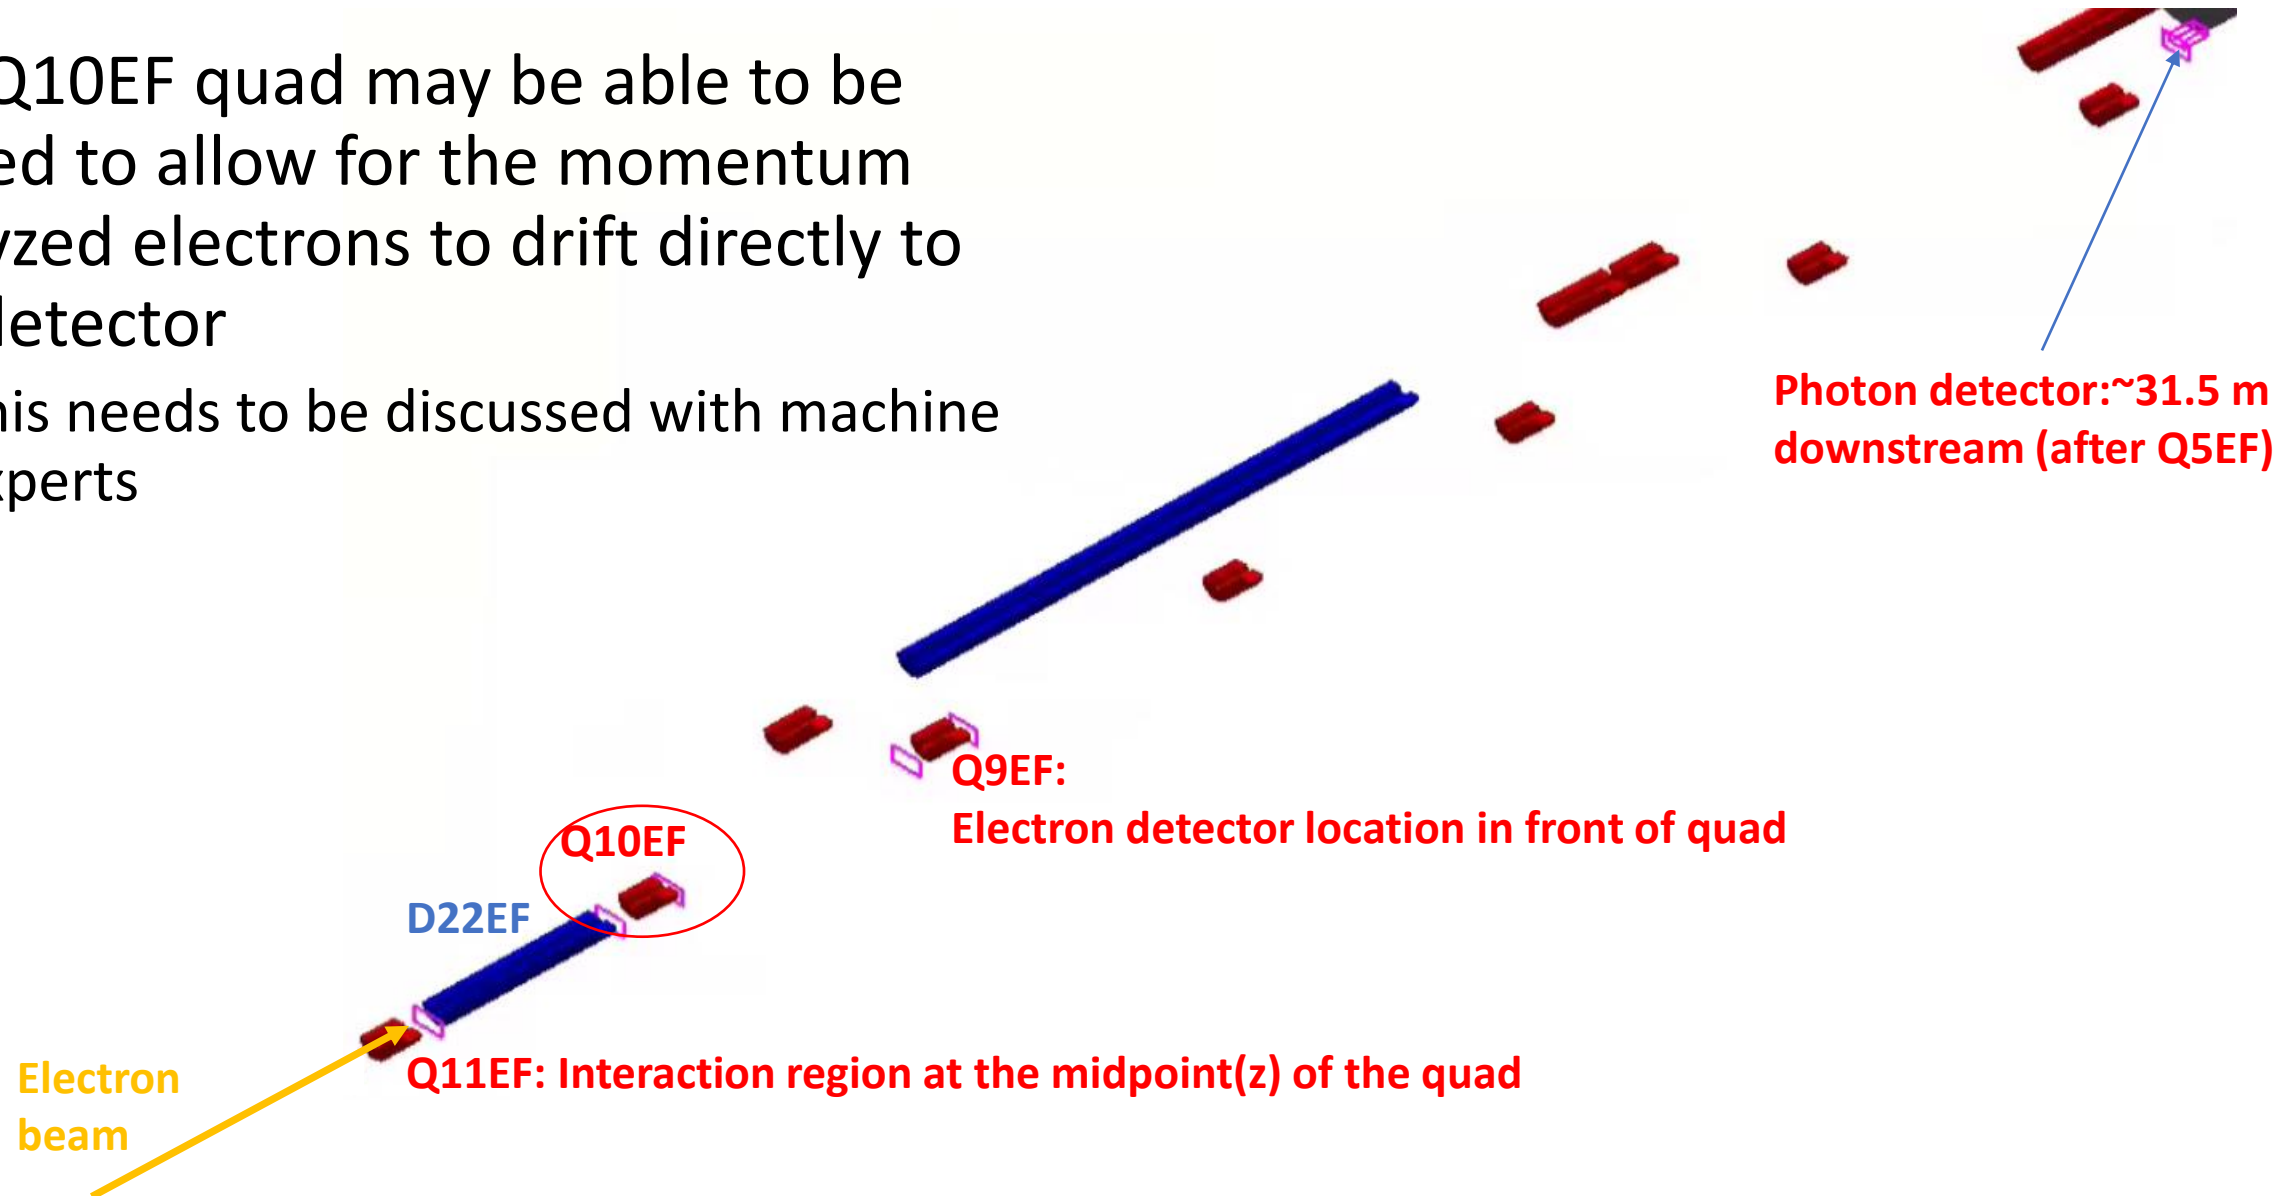 Q10EF quad may be able to be
ed to allow for the momentum
yzed electrons to drift directly to
detector
his needs to be discussed with machine
xperts
Photon detector:~31.5 m
downstream (after Q5EF)
Q9EF:
Electron detector location in front of quad
Q10EF
D22EF
Q11EF: Interaction region at the midpoint(z) of the quad
Electron
beam